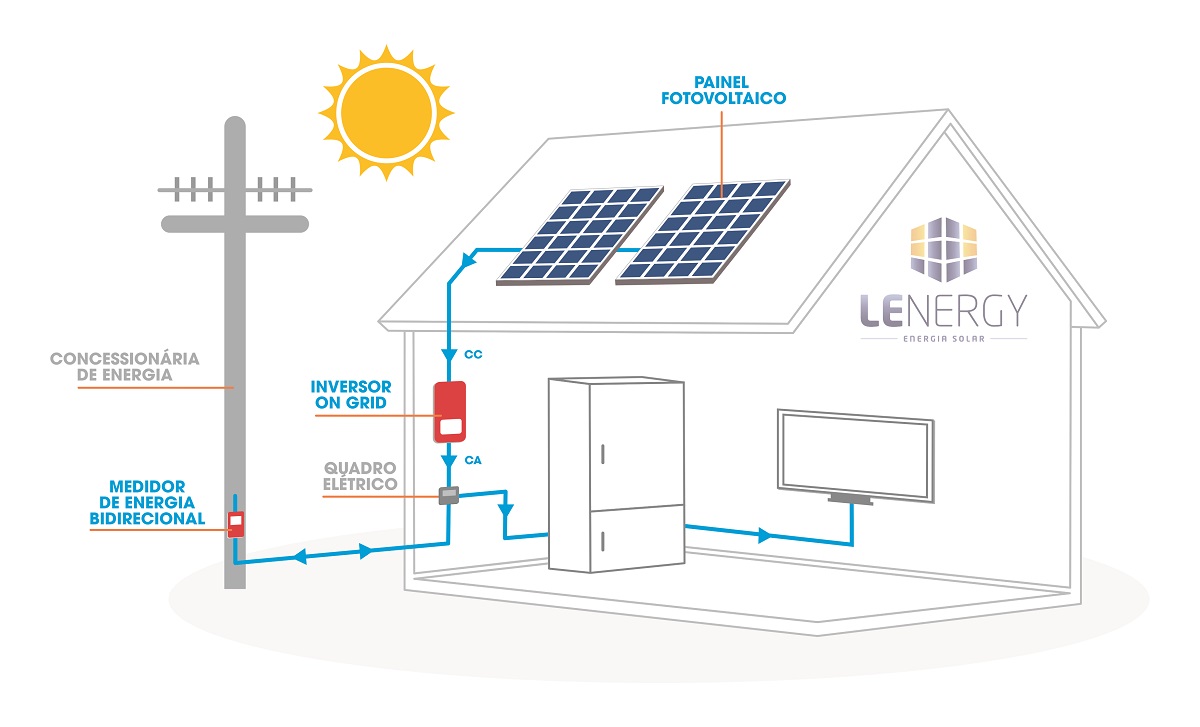 PAINEL
FOTOVOLTAICO
LENERGY
ENERGIA SOLAR
CONCESSIONÁRIA
DE ENERGIA
CC
INVERSOR
ON GRID
CA
QUADRO
ELÉTRICO
MEDIDOR
DE ENERGIA
BIDIRECIONAL